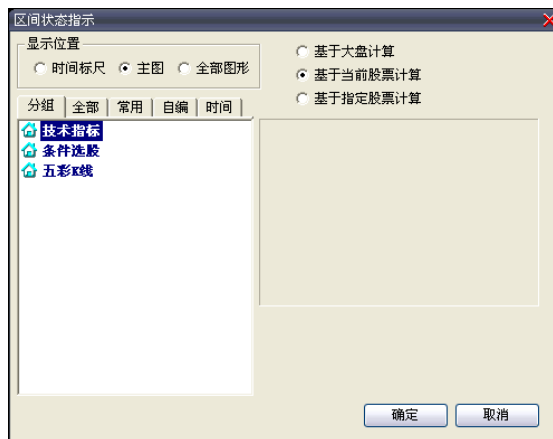 区间状态指示
显示位置
时间标尺 主图 全部图形
基于大盘计算
基于当前股票计算
基于指定股票计算
分组 全部 常用 自编 时间
技术指标
条件选股
五彩K线
确定 取消